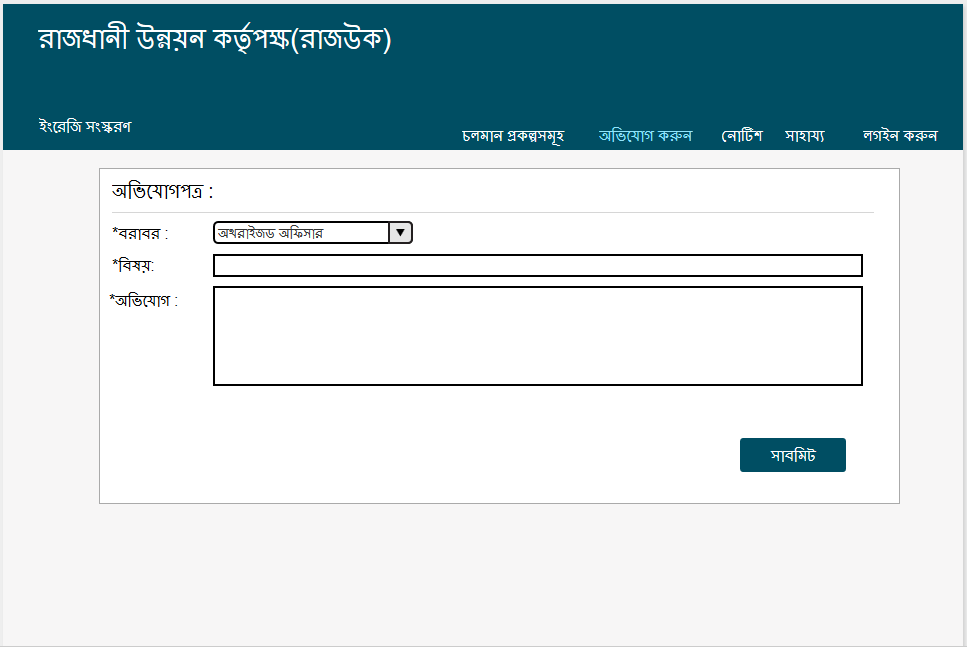 রাজধানী উন্নয়ন কর্তৃপক্ষ(রাজউক)
ইংরেজি সংস্করণ
চলমান প্রকল্পসমূহ অভিযোগ করুন নোটিশ সাহায্য লগইন করুন
অভিযোগপত্র :
*বরাবর : অথরাইজড অফিসার
*বিষয়:
*অভিযোগ :
সাবমিট